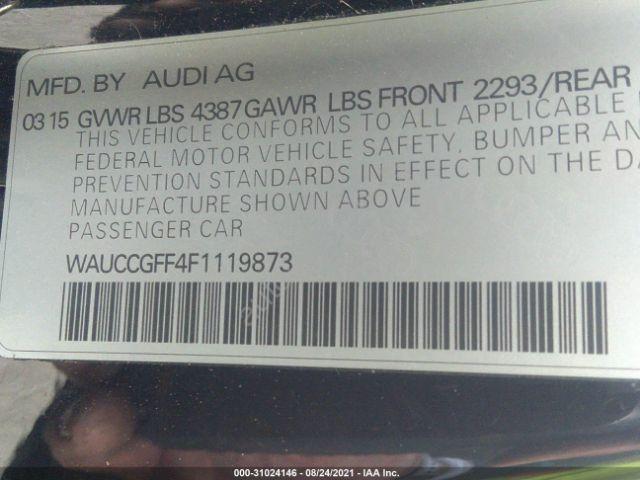 MFD. BY AUDI AG
03 15 GVWR LBS 4387 GAWR LBS FRONT 2293/REAR
THIS VEHICLE CONFORMS TO ALL APPLICABLE
FEDERAL MOTOR VEHICLE SAFETY, BUMPER AN
PREVENTION STANDARDS IN EFFECT ON THE DA
MANUFACTURE SHOWN ABOVE
PASSENGER CAR
WAUCCGFF4F1119873
000-31024146 - 08/24/2021 - IAA Inc.